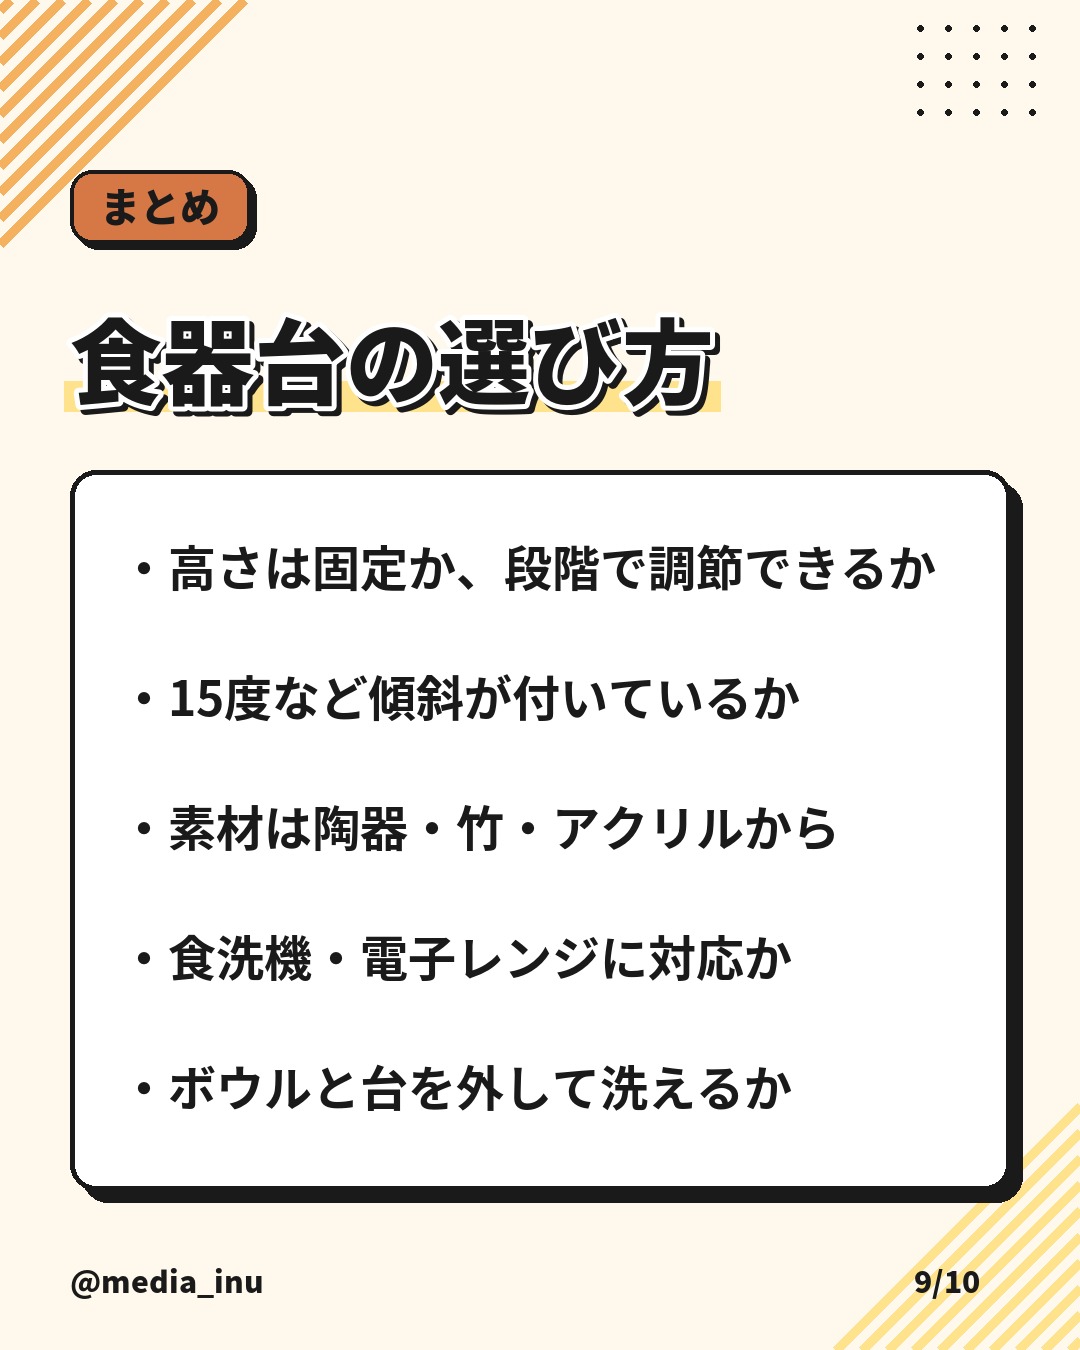 まとめ
食器台の選び方
・高さは固定か、段階で調節できるか
・15度など傾斜が付いているか
・素材は陶器・竹・アクリルから
・食洗機・電子レンジに対応か
・ボウルと台を外して洗えるか
@media_inu
9/10